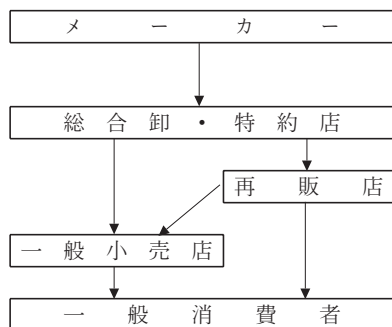 メーカー
総合卸・特約店
再販店
一般小売店
一般消費者